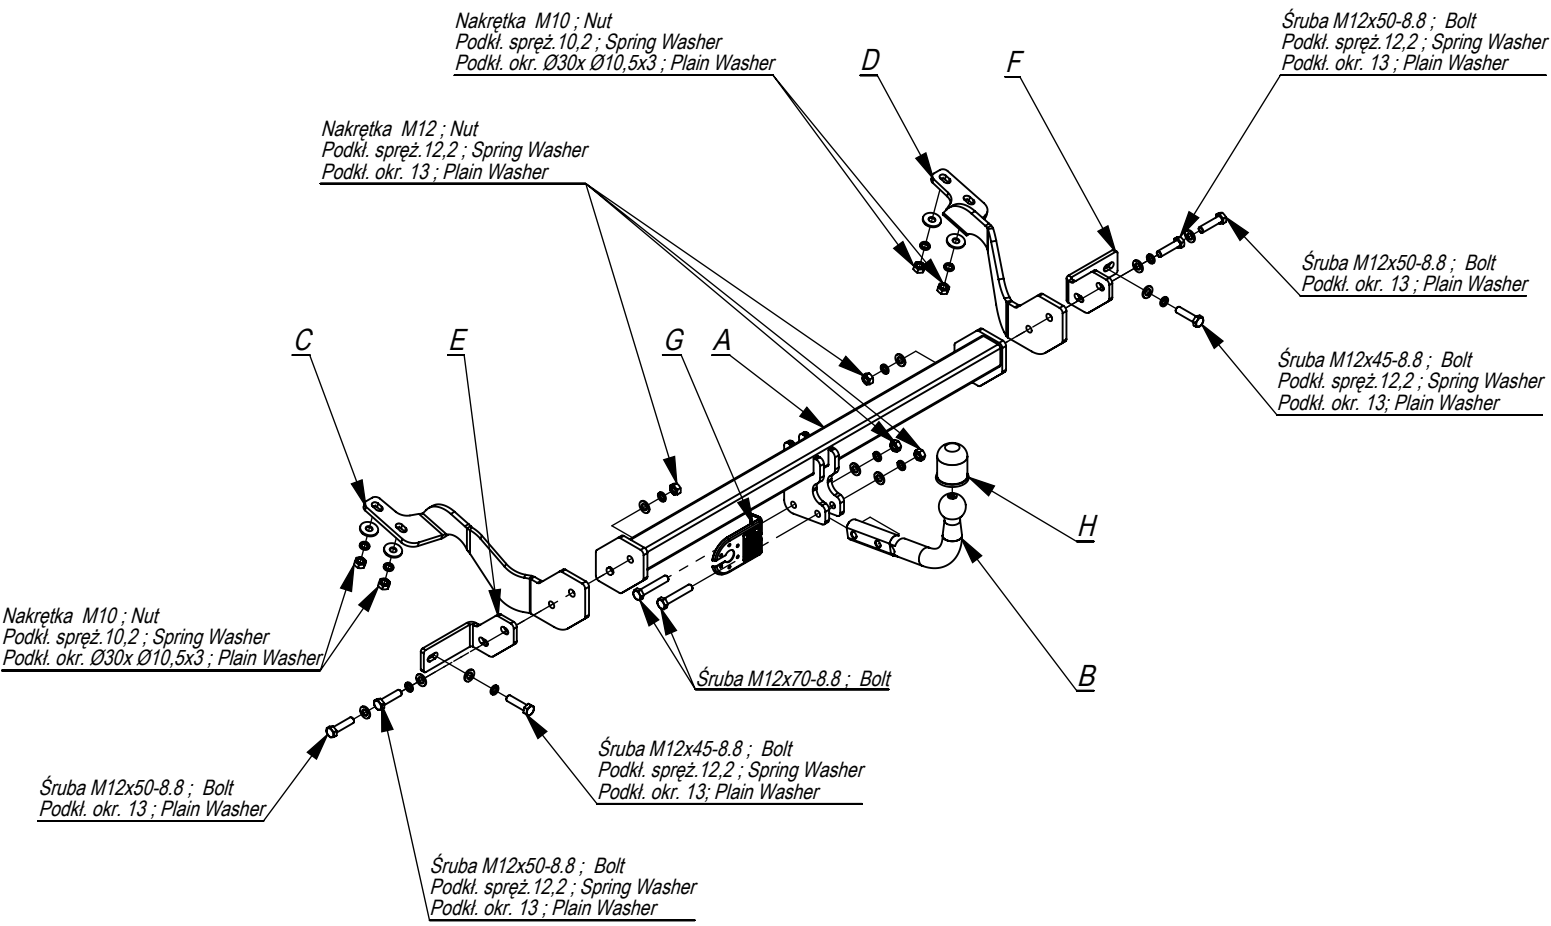 Nakrętka M10 ; Nut
Podkł. spręż.10,2 ; Spring Washer
Podkł. okr. Ø30x Ø10,5x3 ; Plain Washer
Śruba M12x50-8.8 ; Bolt
Podkł. spręż.12,2 ; Spring Washer
Podkł. okr. 13 ; Plain Washer
D
F
Nakrętka M12 ; Nut
Podkł. spręż.12,2 ; Spring Washer
Podkł. okr. 13 ; Plain Washer
Śruba M12x50-8.8 ; Bolt
Podkł. okr. 13 ; Plain Washer
C
E
G
A
Śruba M12x45-8.8 ; Bolt
Podkł. spręż.12,2 ; Spring Washer
Podkł. okr. 13; Plain Washer
H
Nakrętka M10 ; Nut
Podkł. spręż.10,2 ; Spring Washer
Podkł. okr. Ø30x Ø10,5x3 ; Plain Washer
Śruba M12x70-8.8 ; Bolt
B
Śruba M12x45-8.8 ; Bolt
Podkł. spręż.12,2 ; Spring Washer
Podkł. okr. 13; Plain Washer
Śruba M12x50-8.8 ; Bolt
Podkł. okr. 13 ; Plain Washer
Śruba M12x50-8.8 ; Bolt
Podkł. spręż.12,2 ; Spring Washer
Podkł. okr. 13 ; Plain Washer